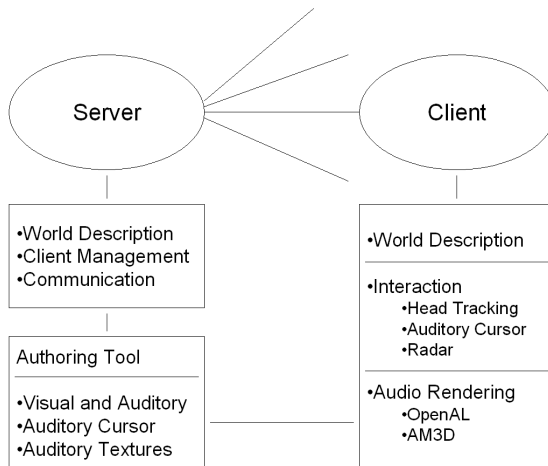 Server
Client
•World Description
•Client Management
•Communication
Authoring Tool
•Visual and Auditory
•Auditory Cursor
•Auditory Textures
•World Description
•Interaction
•Head Tracking
•Auditory Cursor
•Radar
•Audio Rendering
•OpenAL
•AM3D